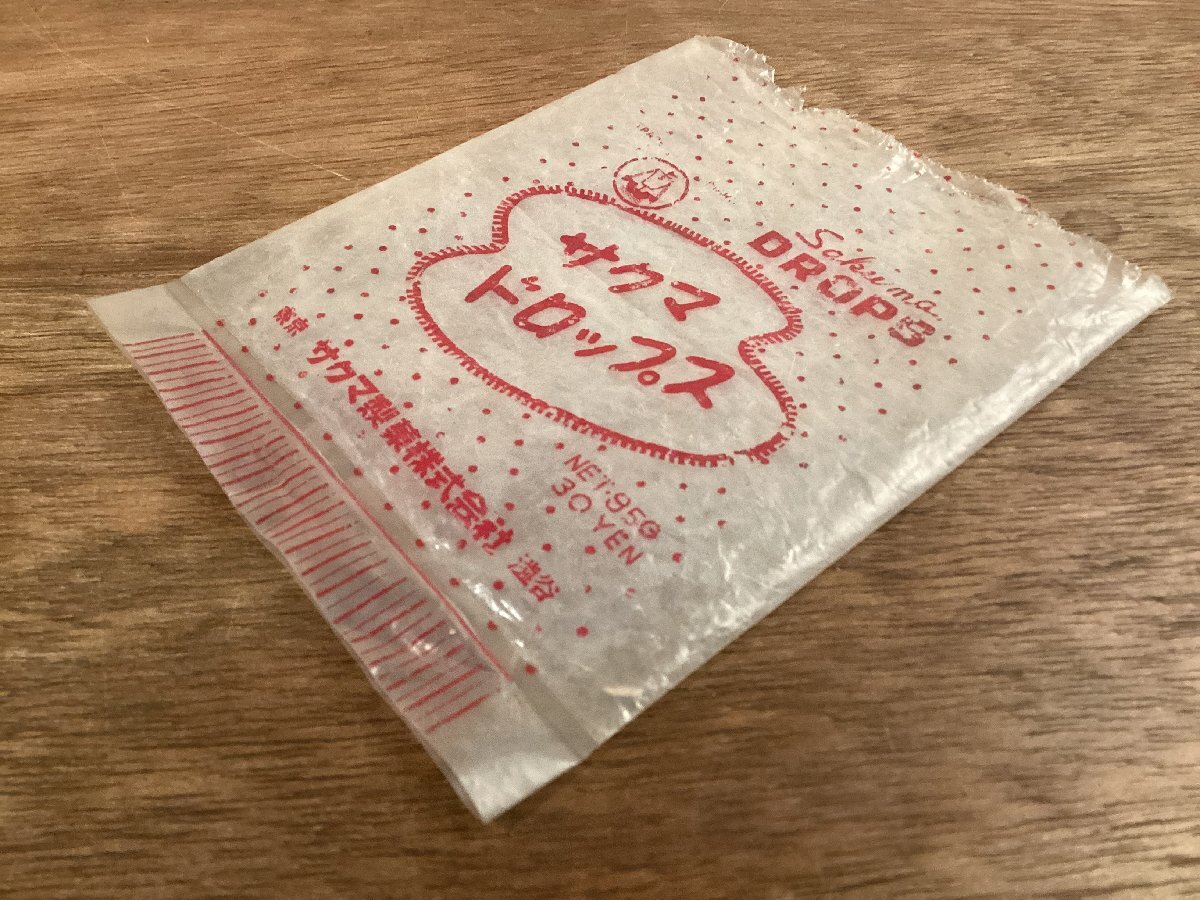 Sakuma
DROPS
サクマ
ドロップス
NET.95G
30 YEN
東京 サクマ製菓株式会社 澁谷